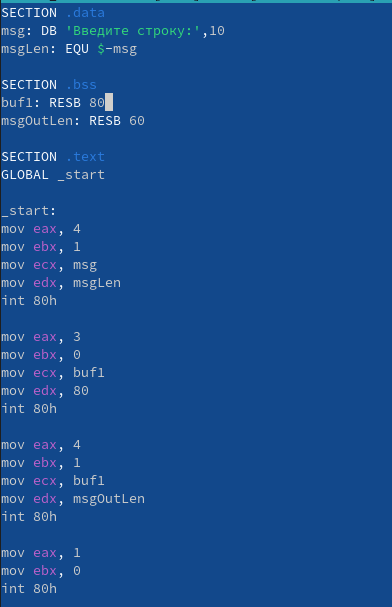 SECTION .data
msg: DB 'Введите строку:',10
msgLen: EQU $-msg
SECTION .bss
buf1: RESB 80
msgOutLen: RESB 60
SECTION .text
GLOBAL _start
_start:
mov eax, 4
mov ebx, 1
mov ecx, msg
mov edx, msgLen
int 80h
mov eax, 3
mov ebx, 0
mov ecx, buf1
mov edx, 80
int 80h
mov eax, 4
mov ebx, 1
mov ecx, buf1
mov edx, msgOutLen
int 80h
mov eax, 1
mov ebx, 0
int 80h